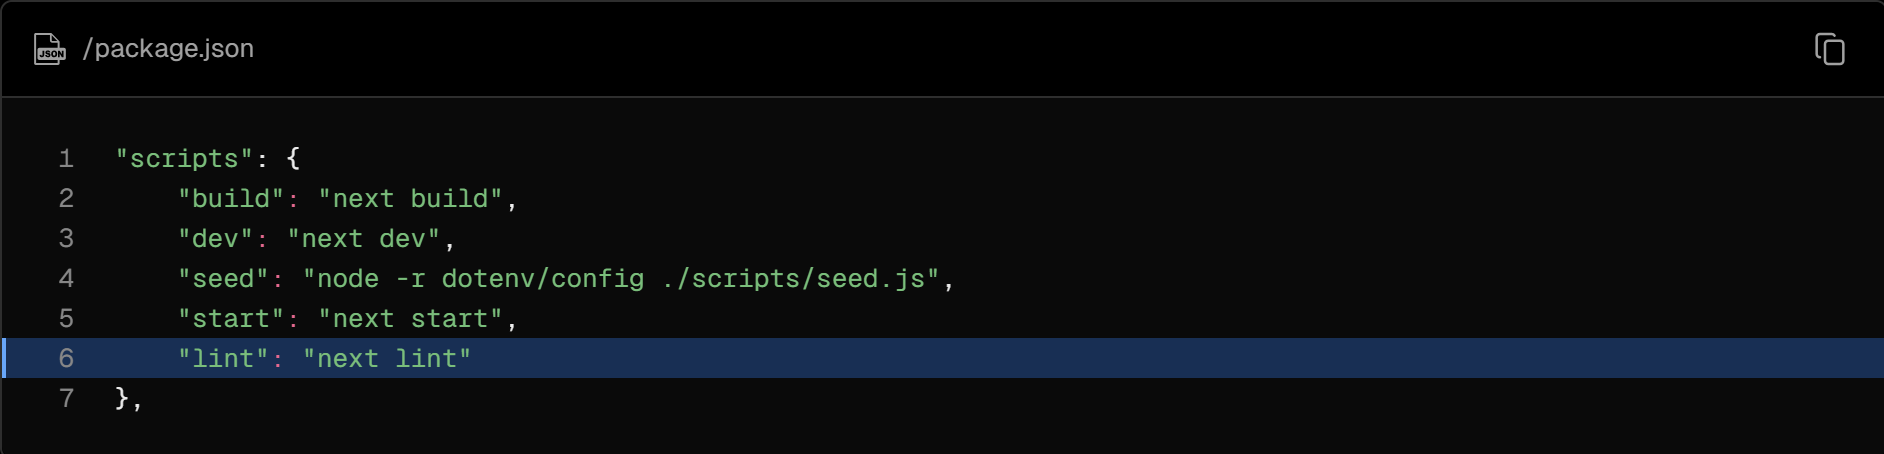 JSON /package.json
1 "scripts": {
2 "build": "next build",
3 "dev": "next dev",
4 "seed": "node -r dotenv/config ./scripts/seed.js",
5 "start": "next start",
6 "lint": "next lint"
7 },